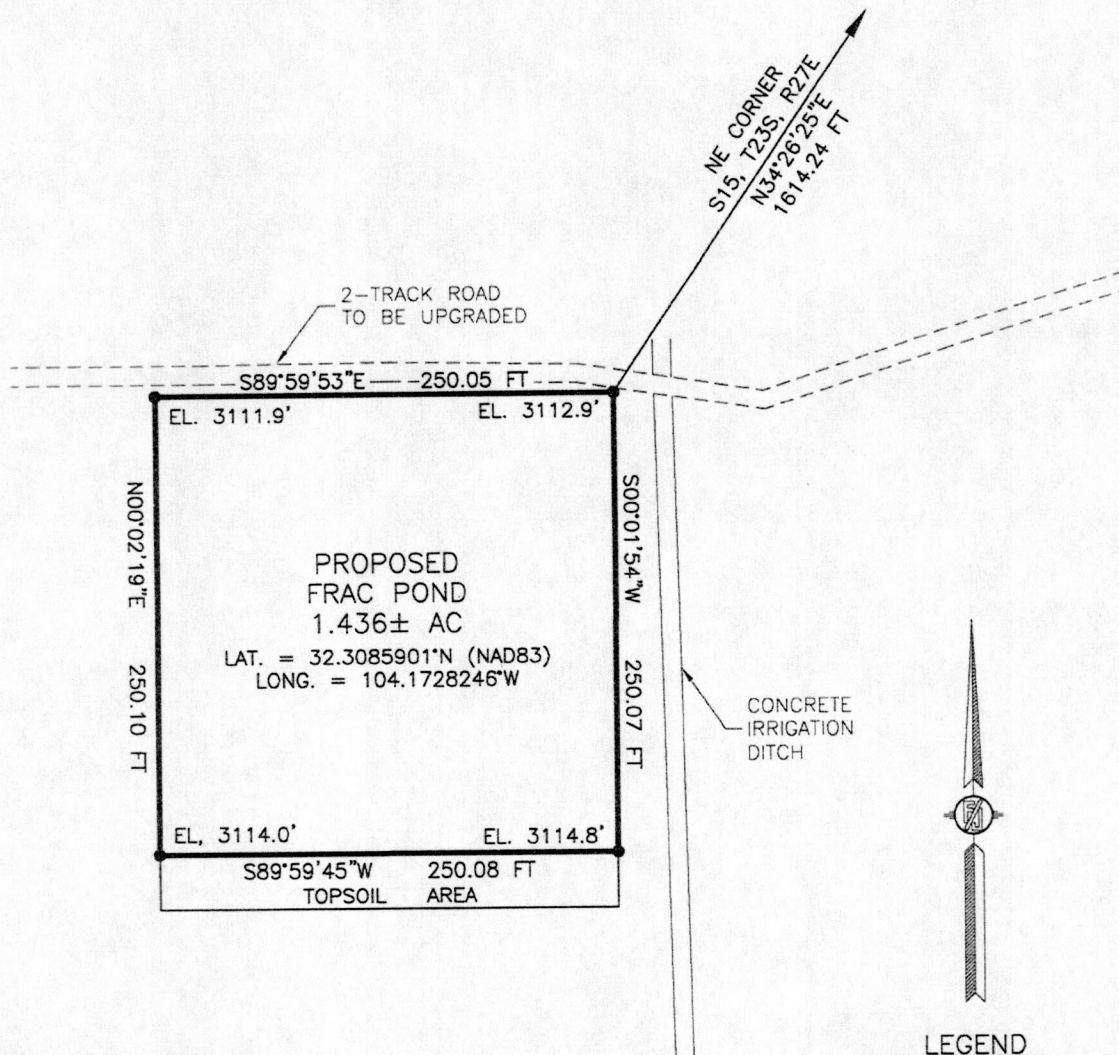 NE CORNER
S15, T23S, R27E
N34°26'25"E
1614.24 FT
2-TRACK ROAD
TO BE UPGRADED
S89°59'53"E 250.05 FT
EL. 3111.9' EL. 3112.9'
N00°02'19"E 250.10 FT
S00°01'54"W 250.07 FT
PROPOSED
FRAC POND
1.436± AC
LAT. = 32.3085901°N (NAD83)
LONG. = 104.1728246°W
CONCRETE
IRRIGATION
DITCH
EL, 3114.0' EL. 3114.8'
S89°59'45"W 250.08 FT
TOPSOIL AREA
LEGEND